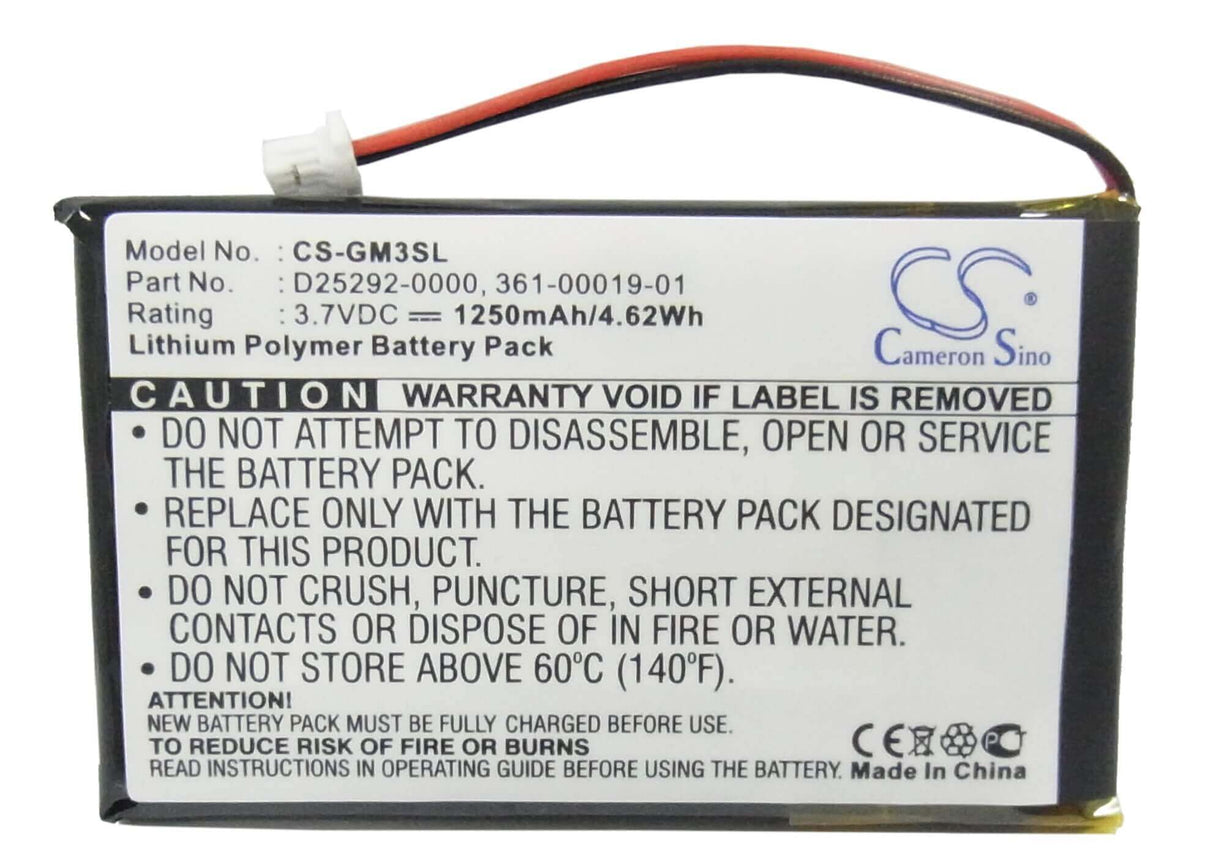 Model No. : CS-GM3SL
Part No. : D25292-0000, 361-00019-01
Rating : 3.7VDC ⎓ 1250mAh/4.62Wh
Lithium Polymer Battery Pack
CS ®
Cameron Sino
CAUTION WARRANTY VOID IF LABEL IS REMOVED
• DO NOT ATTEMPT TO DISASSEMBLE, OPEN OR SERVICE
THE BATTERY PACK.
• REPLACE ONLY WITH THE BATTERY PACK DESIGNATED
FOR THIS PRODUCT.
• DO NOT CRUSH, PUNCTURE, SHORT EXTERNAL
CONTACTS OR DISPOSE OF IN FIRE OR WATER.
• DO NOT STORE ABOVE 60°C (140°F).
ATTENTION!
NEW BATTERY PACK MUST BE FULLY CHARGED BEFORE USE.
TO REDUCE RISK OF FIRE OR BURNS
READ INSTRUCTIONS IN OPERATING GUIDE BEFORE USING THE BATTERY.
CE PC
Made In China